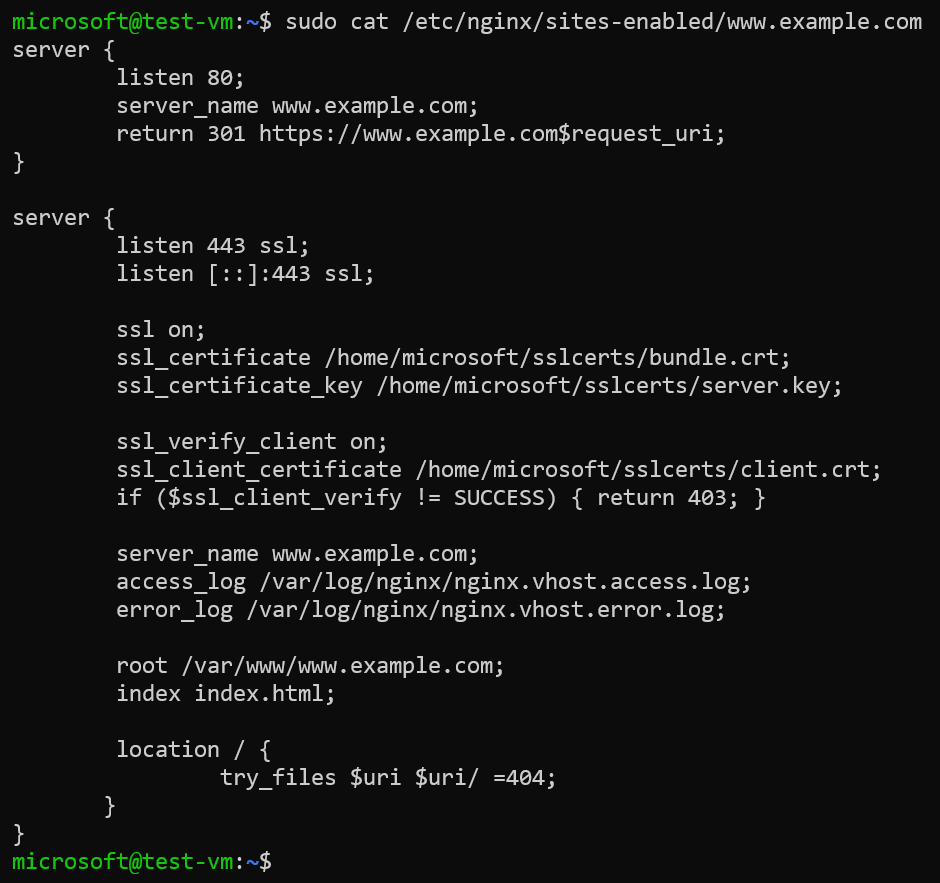 microsoft@test-vm:~$ sudo cat /etc/nginx/sites-enabled/www.example.com
server {
        listen 80;
        server_name www.example.com;
        return 301 https://www.example.com$request_uri;
}

server {
        listen 443 ssl;
        listen [::]:443 ssl;

        ssl on;
        ssl_certificate /home/microsoft/sslcerts/bundle.crt;
        ssl_certificate_key /home/microsoft/sslcerts/server.key;

        ssl_verify_client on;
        ssl_client_certificate /home/microsoft/sslcerts/client.crt;
        if ($ssl_client_verify != SUCCESS) { return 403; }

        server_name www.example.com;
        access_log /var/log/nginx/nginx.vhost.access.log;
        error_log /var/log/nginx/nginx.vhost.error.log;

        root /var/www/www.example.com;
        index index.html;

        location / {
                try_files $uri $uri/ =404;
       }
}
microsoft@test-vm:~$